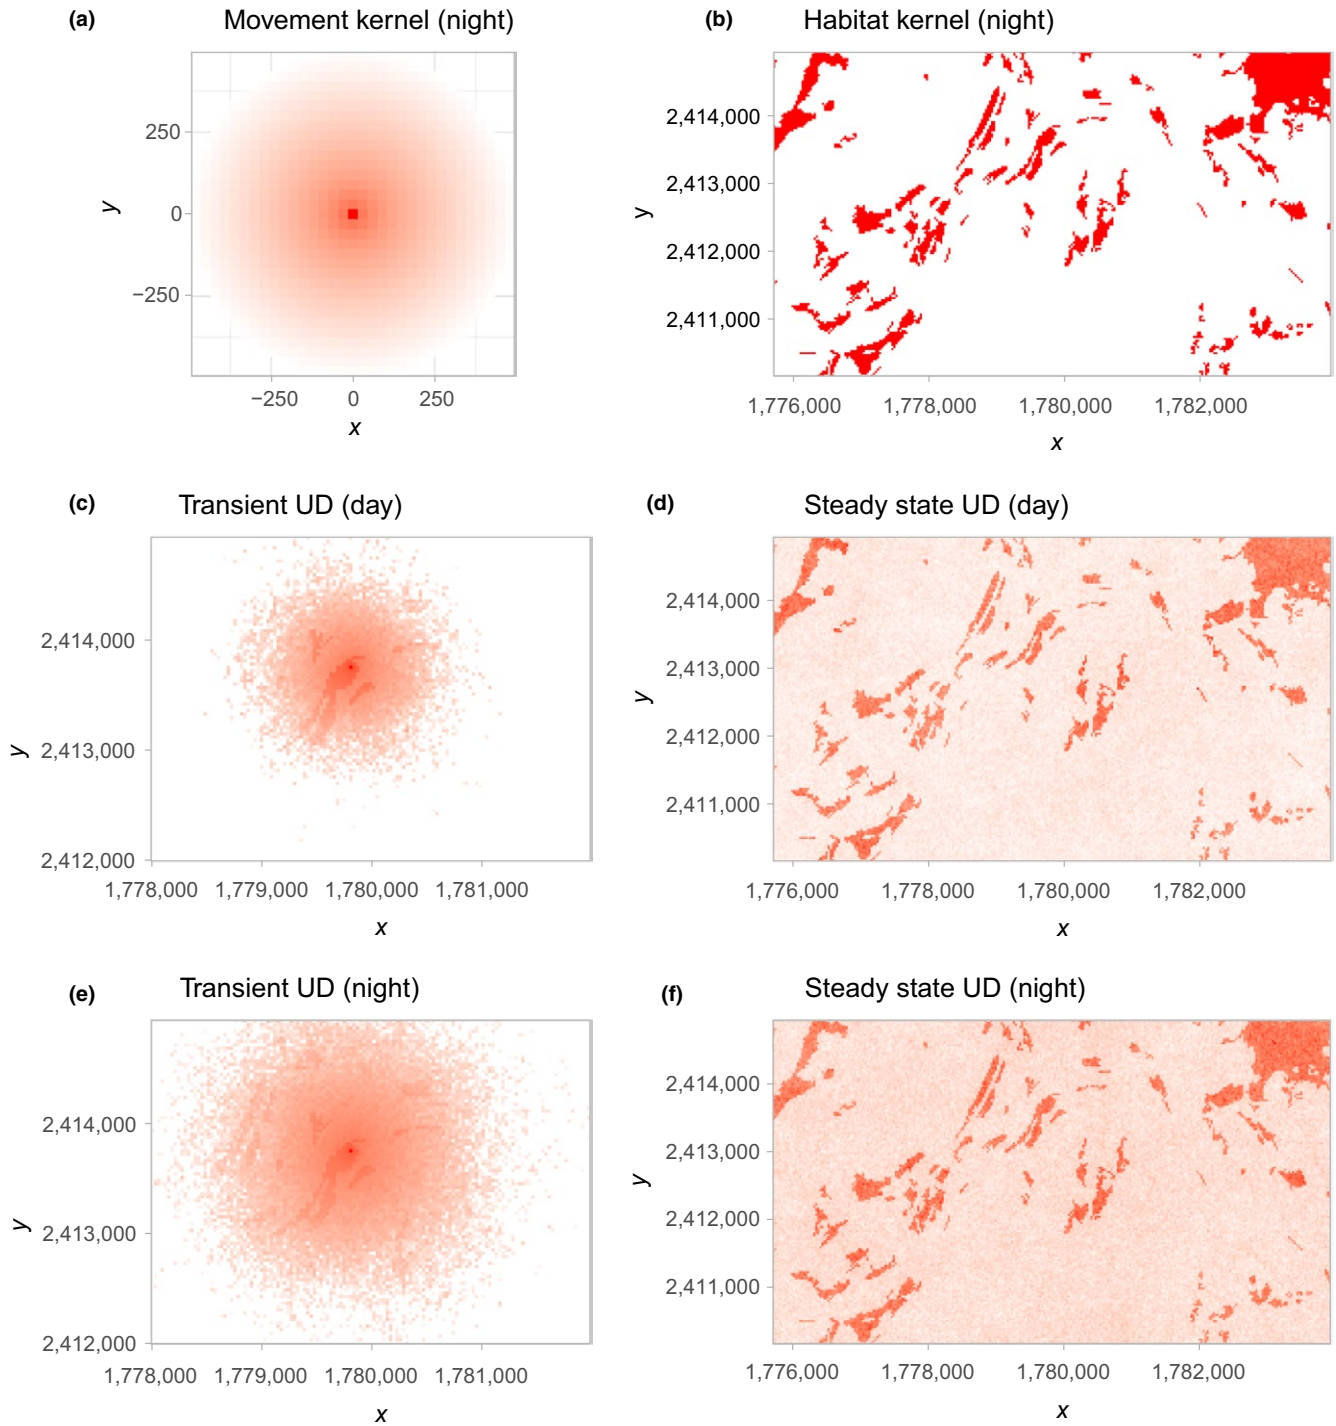 (a) Movement kernel (night)
250
0
−250
y
−250 0 250
x
(b) Habitat kernel (night)
2,414,000
2,413,000
2,412,000
2,411,000
y
1,776,000 1,778,000 1,780,000 1,782,000
x
(c) Transient UD (day)
2,414,000
2,413,000
2,412,000
y
1,778,000 1,779,000 1,780,000 1,781,000
x
(d) Steady state UD (day)
2,414,000
2,413,000
2,412,000
2,411,000
y
1,776,000 1,778,000 1,780,000 1,782,000
x
(e) Transient UD (night)
2,414,000
2,413,000
2,412,000
y
1,778,000 1,779,000 1,780,000 1,781,000
x
(f) Steady state UD (night)
2,414,000
2,413,000
2,412,000
2,411,000
y
1,776,000 1,778,000 1,780,000 1,782,000
x